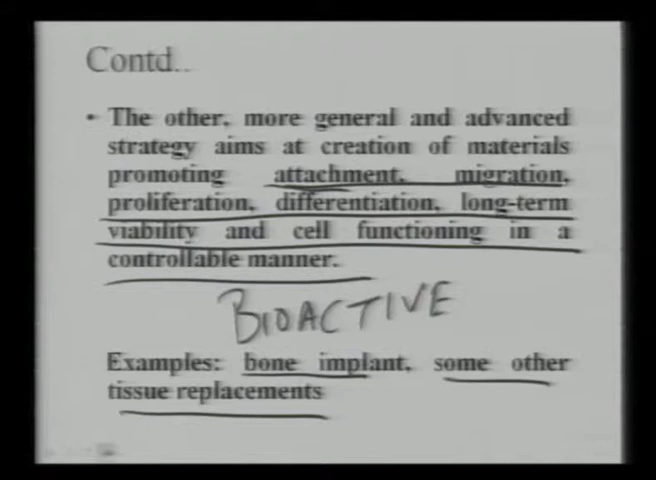 Contd..
• The other, more general and advanced
strategy aims at creation of materials
promoting attachment, migration,
proliferation, differentiation, long-term
viability and cell functioning in a
controllable manner.
BIOACTIVE
Examples: bone implant, some other
tissue replacements